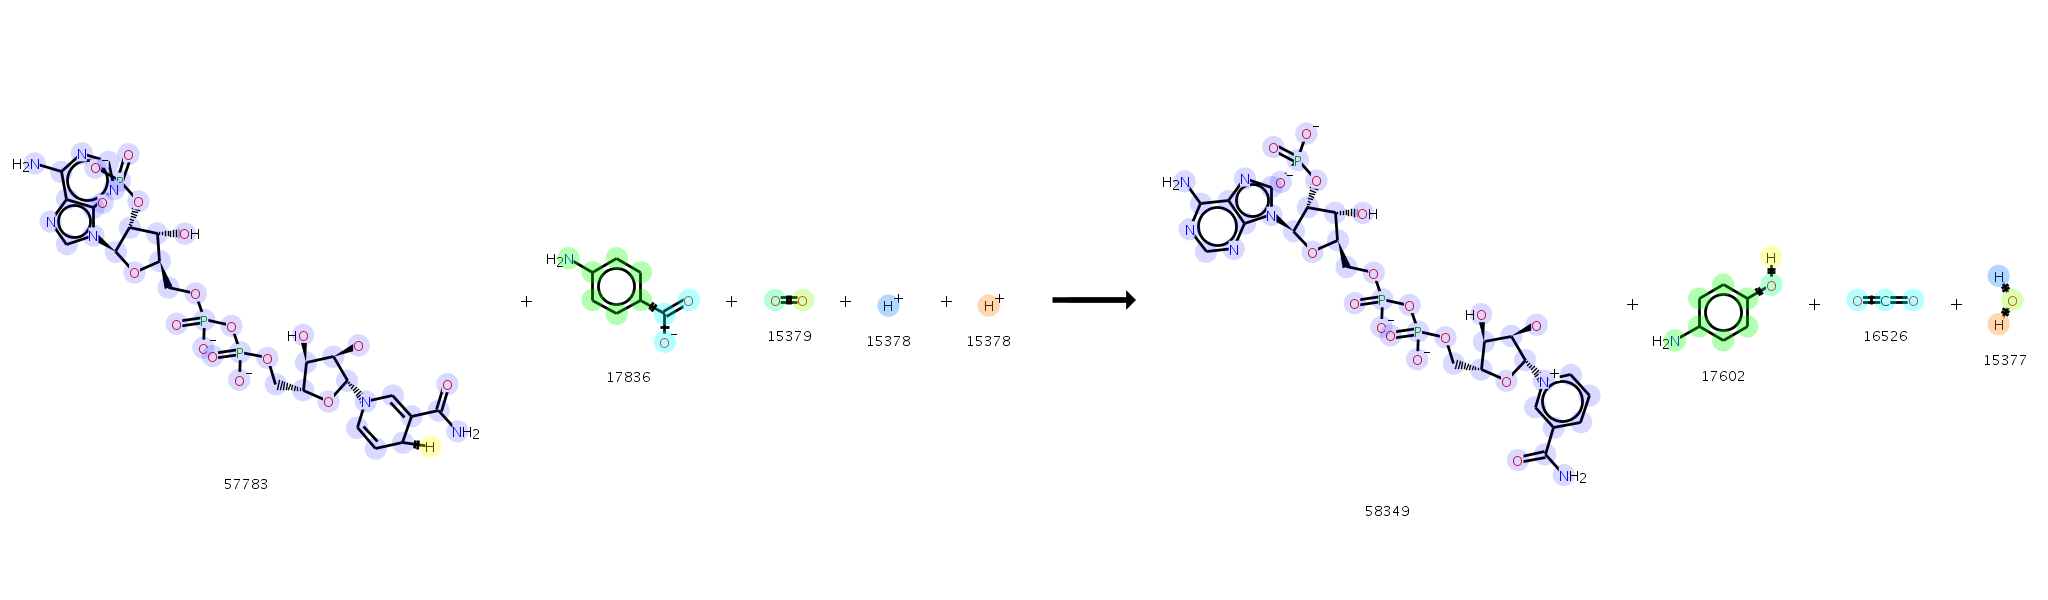 H2N
N
O−
P
O
N
O
O
N
N
OH
O
O
O
P
O
O−
O
P
O
O−
HO
O
O
N
O
NH2
H
57783
+
H2N
O
O−
17836
+
O=O
15379
+
H+
15378
+
H+
15378
O−
O
P
O
O−
H2N
N
N
N
N
OH
O
O
O
P
O
O−
O
P
O
O−
HO
O
O
N+
O
NH2
58349
+
H
O
H2N
17602
+
O=C=O
16526
+
H
O
H
15377